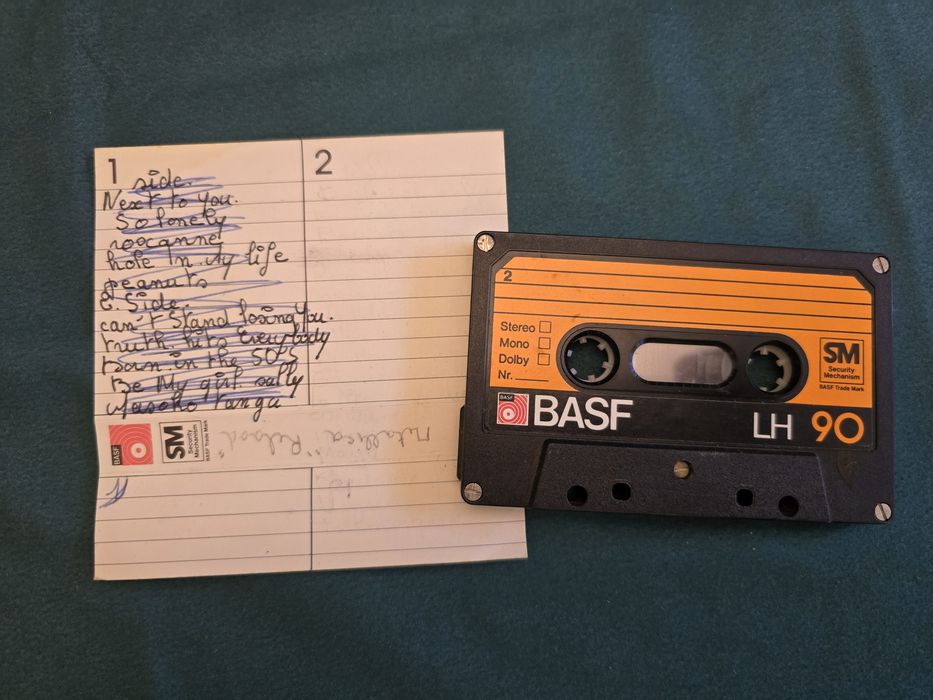 1 2
side.
Next to you.
So lonely
roxanne
hole in My life
peanuts
2. Side.
can't stand losing You.
truth hits Everybody
Born in the 50's
Be My girl sally
Masoko Tanga
BASF
SM
Security
Mechanism
BASF Trade Mark
Metallica "Reload"
2
Stereo
Mono
Dolby
Nr.
SM
Security
Mechanism
BASF Trade Mark
BASF
BASF LH 90